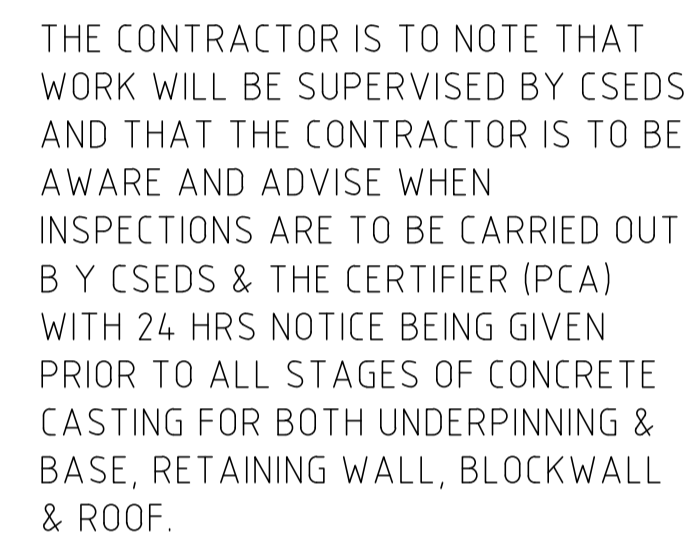 THE CONTRACTOR IS TO NOTE THAT
WORK WILL BE SUPERVISED BY CSEDS
AND THAT THE CONTRACTOR IS TO BE
AWARE AND ADVISE WHEN
INSPECTIONS ARE TO BE CARRIED OUT
B Y CSEDS & THE CERTIFIER (PCA)
WITH 24 HRS NOTICE BEING GIVEN
PRIOR TO ALL STAGES OF CONCRETE
CASTING FOR BOTH UNDERPINNING &
BASE, RETAINING WALL, BLOCKWALL
& ROOF.